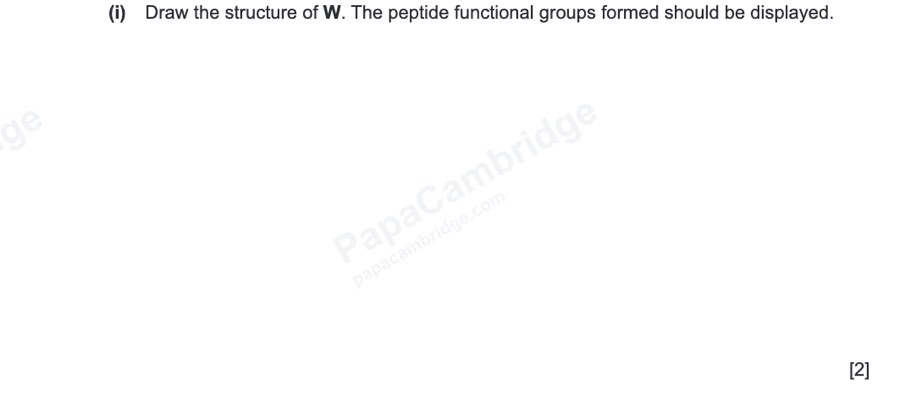 (i) Draw the structure of W. The peptide functional groups formed should be displayed.
ge
PapaCambridge
papacambridge.com
[2]